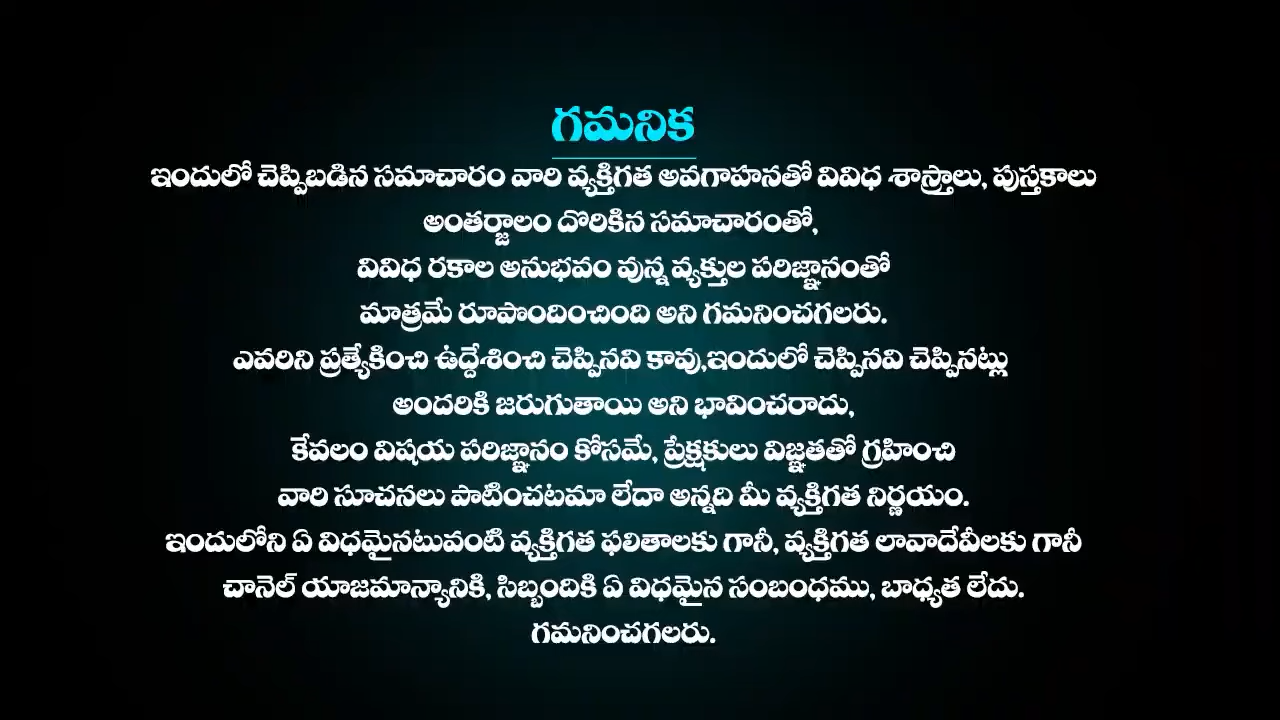 గమనిక
ఇందులో చెప్పిబడిన సమాచారం వారి వ్యక్తిగత అవగాహనతో వివిధ శాస్త్రాలు, పుస్తకాలు
అంతర్జాలం దొరికిన సమాచారంతో,
వివిధ రకాల అనుభవం వున్న వ్యక్తుల పరిజ్ఞానంతో
మాత్రమే రూపొందించింది అని గమనించగలరు.
ఎవరిని ప్రత్యేకించి ఉద్దేశించి చెప్పినవి కావు,ఇందులో చెప్పినవి చెప్పినట్లు
అందరికి జరుగుతాయి అని భావించరాదు,
కేవలం విషయ పరిజ్ఞానం కోసమే, ప్రేక్షకులు విజ్ఞతతో గ్రహించి
వారి సూచనలు పాటించటమా లేదా అన్నది మీ వ్యక్తిగత నిర్ణయం.
ఇందులోని ఏ విధమైనటువంటి వ్యక్తిగత ఫలితాలకు గానీ, వ్యక్తిగత లావాదేవీలకు గానీ
చానెల్ యాజమాన్యానికి, సిబ్బందికి ఏ విధమైన సంబంధము, బాధ్యత లేదు.
గమనించగలరు.